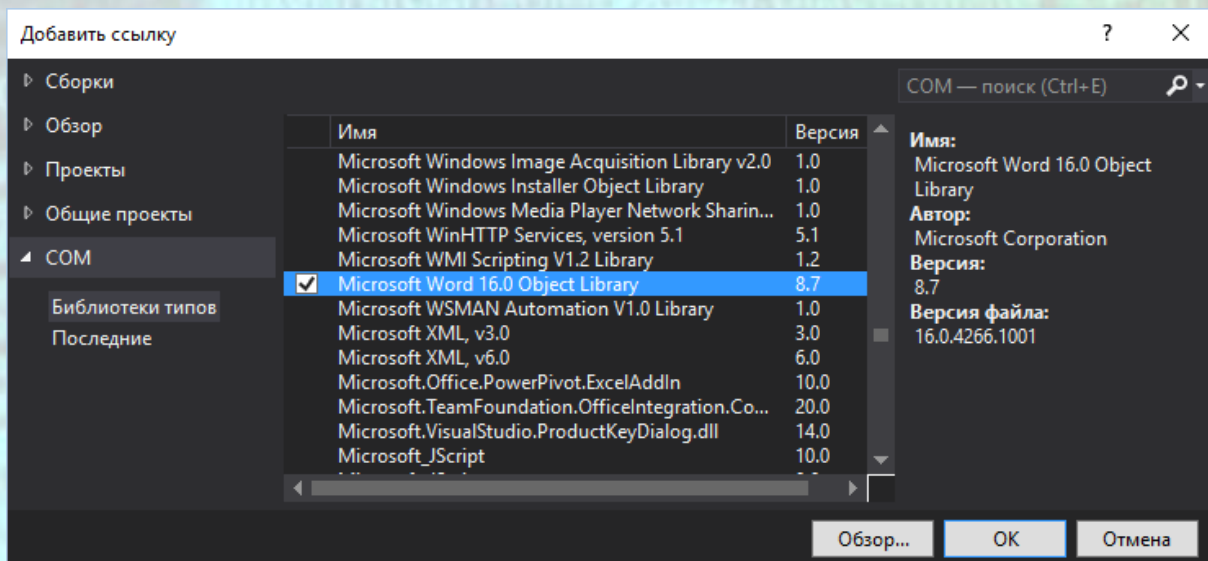 Добавить ссылку
?
Сборки
Обзор
Проекты
Общие проекты
COM
Библиотеки типов
Последние
Имя Версия
Microsoft Windows Image Acquisition Library v2.0 1.0
Microsoft Windows Installer Object Library 1.0
Microsoft Windows Media Player Network Sharin... 1.0
Microsoft WinHTTP Services, version 5.1 5.1
Microsoft WMI Scripting V1.2 Library 1.2
Microsoft Word 16.0 Object Library 8.7
Microsoft WSMAN Automation V1.0 Library 1.0
Microsoft XML, v3.0 3.0
Microsoft XML, v6.0 6.0
Microsoft.Office.PowerPivot.ExcelAddIn 10.0
Microsoft.TeamFoundation.OfficeIntegration.Co... 20.0
Microsoft.VisualStudio.ProductKeyDialog.dll 14.0
Microsoft_JScript 10.0
COM — поиск (Ctrl+E)
Имя:
Microsoft Word 16.0 Object
Library
Автор:
Microsoft Corporation
Версия:
8.7
Версия файла:
16.0.4266.1001
Обзор... ОК Отмена